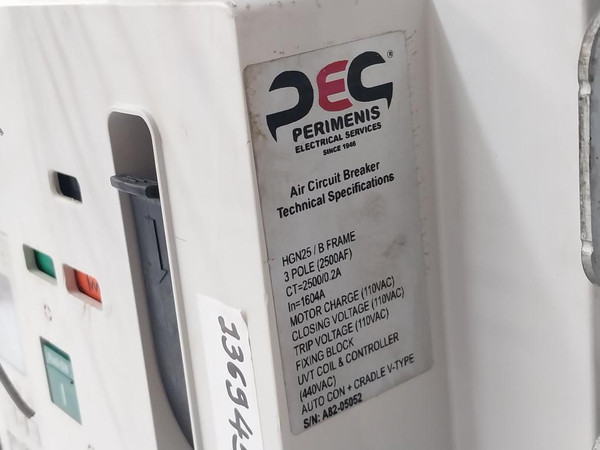 PEC®
PERIMENIS
ELECTRICAL SERVICES
SINCE 1946
Air Circuit Breaker
Technical Specifications
HGN25 / B FRAME
3 POLE (2500AF)
CT=2500/0.2A
In=1604A
MOTOR CHARGE (110VAC)
CLOSING VOLTAGE (110VAC)
TRIP VOLTAGE (110VAC)
FIXING BLOCK
UVT COIL & CONTROLLER
(440VAC)
AUTO CON + CRADLE V-TYPE
S/N: A82-05052